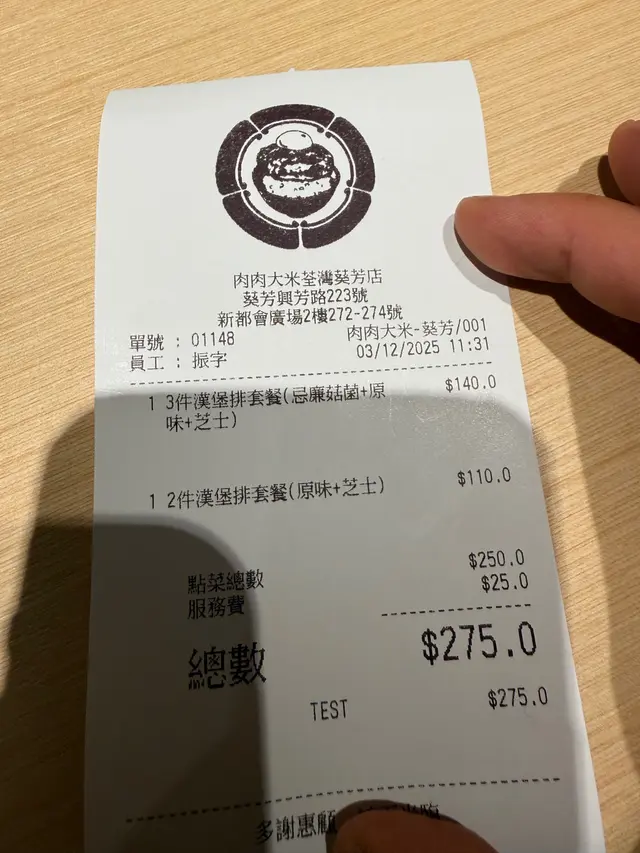 肉肉大米荃灣葵芳店
葵芳興芳路223號
新都會廣場2樓272-274號
單號 : 01148 肉肉大米-葵芳/001
員工 : 振宇 03/12/2025 11:31
1 3件漢堡排套餐(忌廉菇菌+原 $140.0
味+芝士)
1 2件漢堡排套餐(原味+芝士) $110.0
點菜總數 $250.0
服務費 $25.0
總數 $275.0
TEST $275.0
多謝惠顧